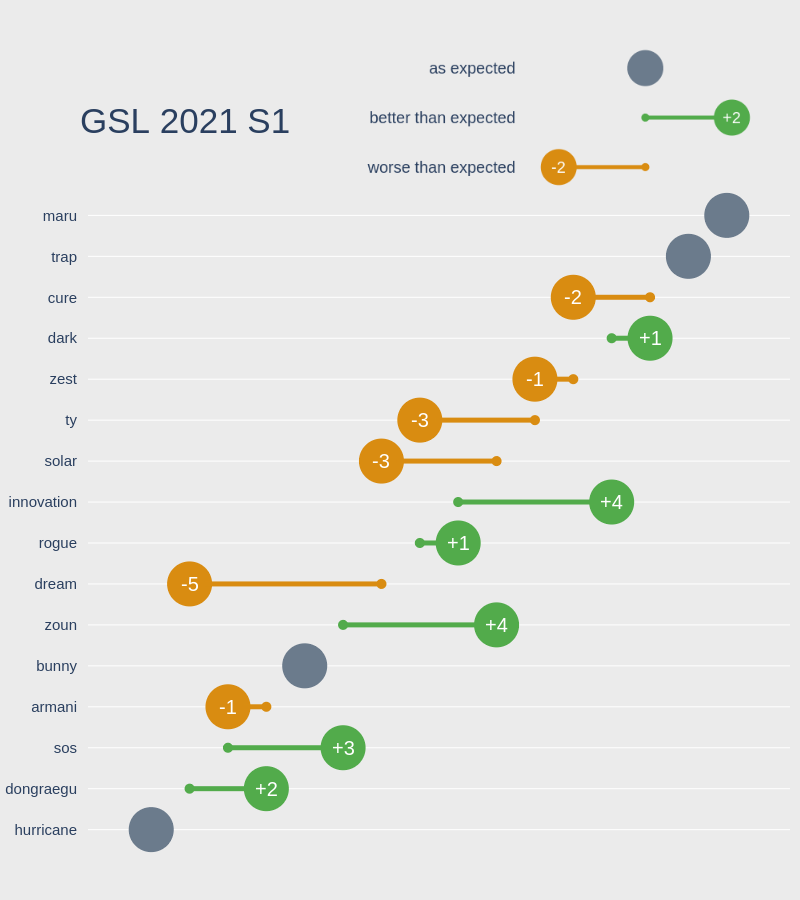 as expected
GSL 2021 S1
better than expected +2
worse than expected -2
maru
trap
cure -2
dark +1
zest -1
ty -3
solar -3
innovation +4
rogue +1
dream -5
zoun +4
bunny
armani -1
sos +3
dongraegu +2
hurricane